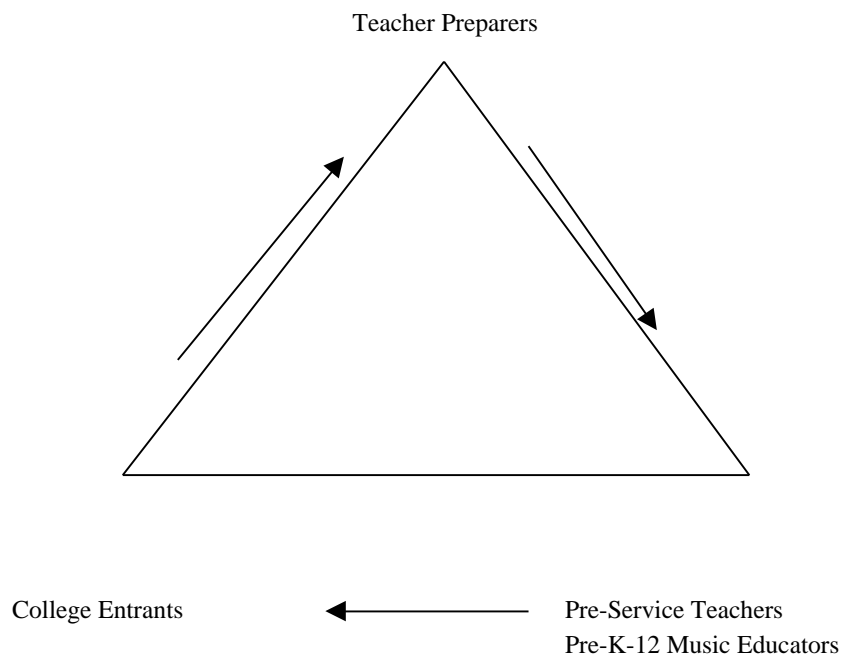 Teacher Preparers
College Entrants
Pre-Service Teachers
Pre-K-12 Music Educators